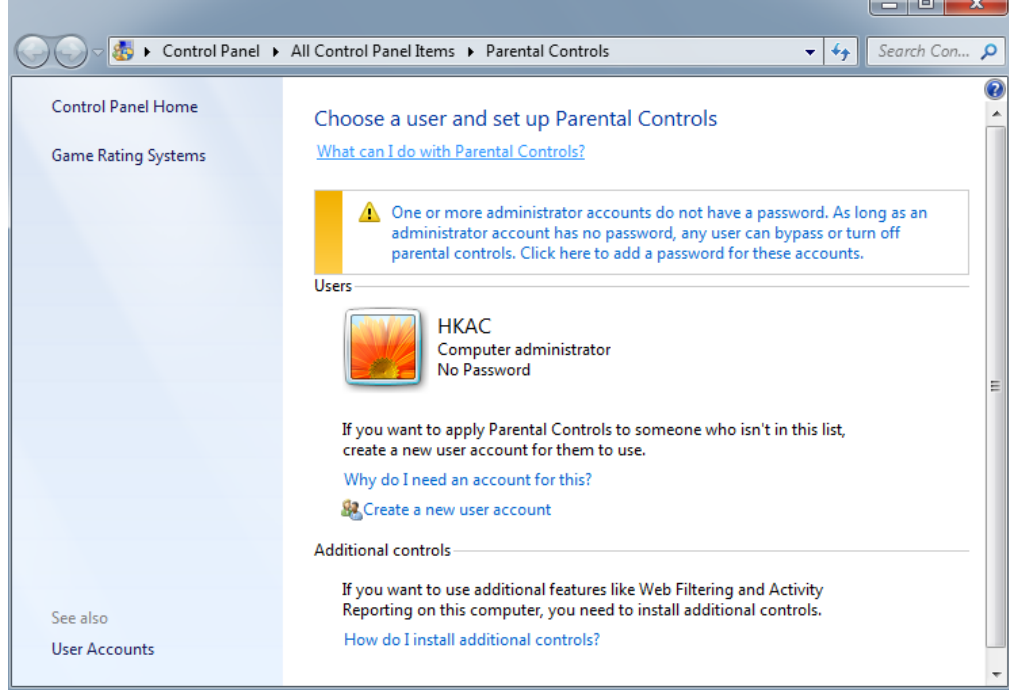 Control Panel All Control Panel Items Parental Controls
Search Con...
Control Panel Home
Game Rating Systems
Choose a user and set up Parental Controls
What can I do with Parental Controls?
One or more administrator accounts do not have a password. As long as an
administrator account has no password, any user can bypass or turn off
parental controls. Click here to add a password for these accounts.
Users
HKAC
Computer administrator
No Password
If you want to apply Parental Controls to someone who isn't in this list,
create a new user account for them to use.
Why do I need an account for this?
Create a new user account
Additional controls
If you want to use additional features like Web Filtering and Activity
Reporting on this computer, you need to install additional controls.
How do I install additional controls?
See also
User Accounts